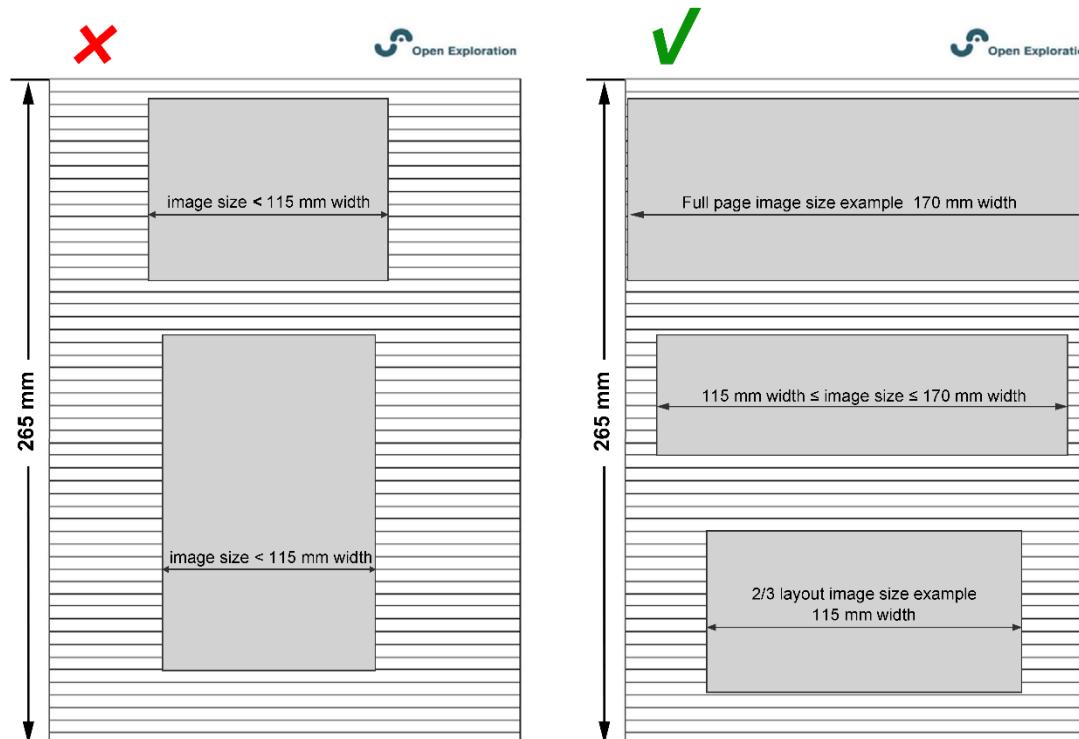 Open Exploration
image size < 115 mm width
265 mm
image size < 115 mm width
Open Exploratio
Full page image size example 170 mm width
115 mm width ≤ image size ≤ 170 mm width
265 mm
2/3 layout image size example
115 mm width